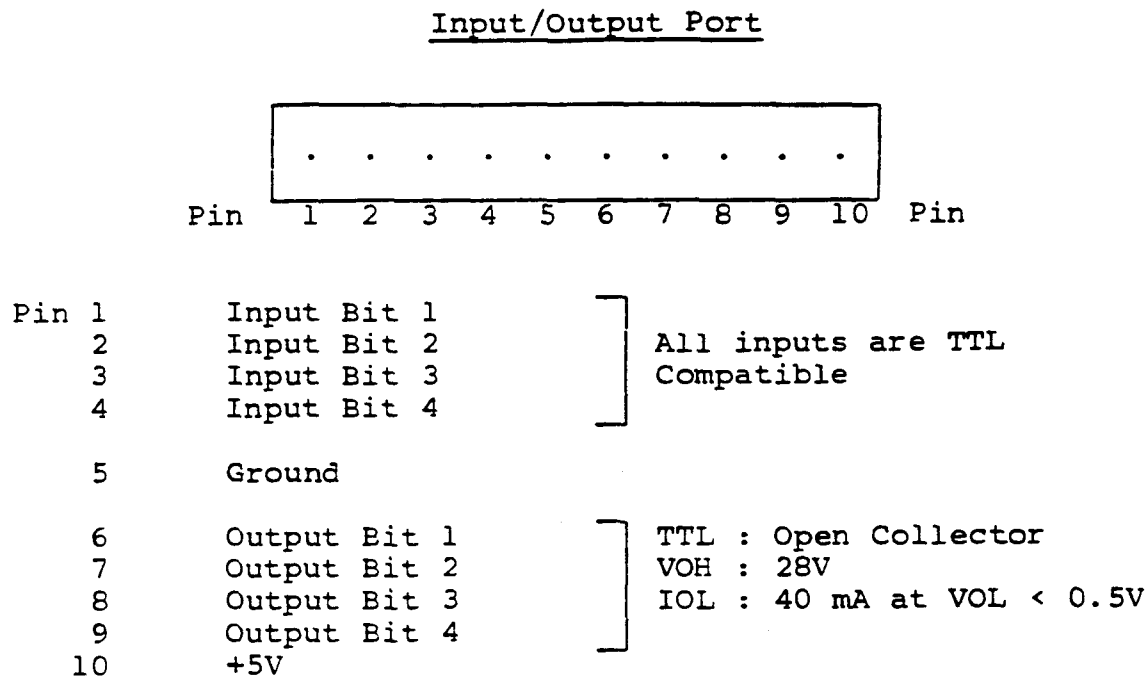 Input/Output Port
Pin 1 2 3 4 5 6 7 8 9 10 Pin
Pin 1 Input Bit 1
2 Input Bit 2 All inputs are TTL
3 Input Bit 3 Compatible
4 Input Bit 4
5 Ground
6 Output Bit 1 TTL : Open Collector
7 Output Bit 2 VOH : 28V
8 Output Bit 3 IOL : 40 mA at VOL < 0.5V
9 Output Bit 4
10 +5V